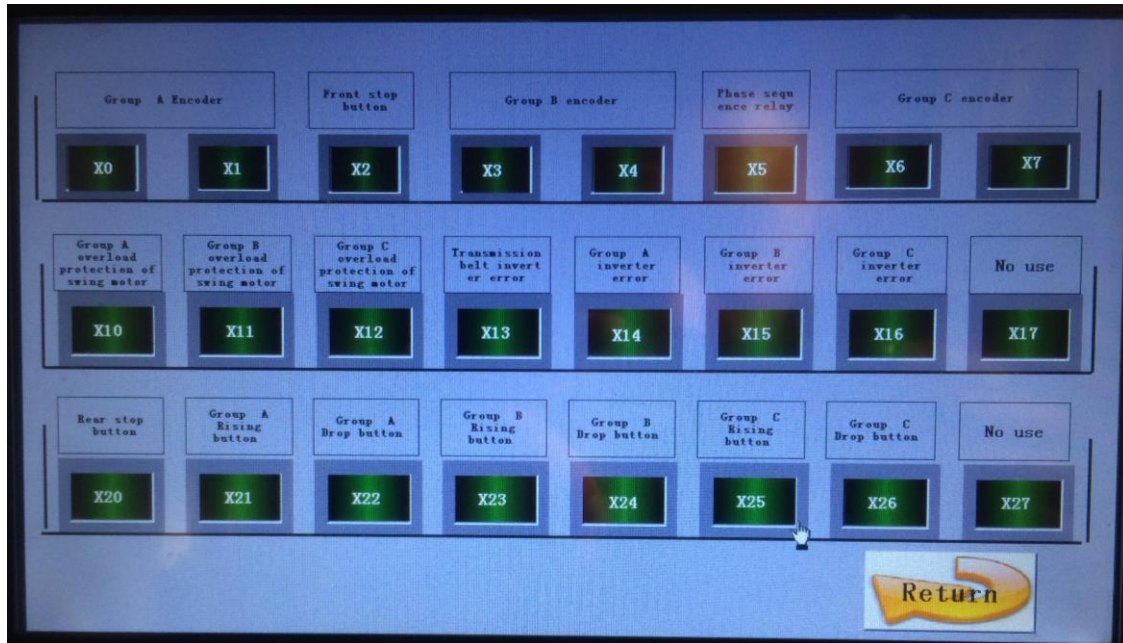 Group A Encoder
Front stop
button
Group B encoder
Phase sequ
ence relay
Group C encoder
X0
X1
X2
X3
X4
X5
X6
X7
Group A
overload
protection of
swing motor
Group B
overload
protection of
swing motor
Group C
overload
protection of
swing motor
Transmission
belt invert
er error
Group A
inverter
error
Group B
inverter
error
Group C
inverter
error
No use
X10
X11
X12
X13
X14
X15
X16
X17
Rear stop
button
Group A
Rising
button
Group A
Drop button
Group B
Rising
button
Group B
Drop button
Group C
Rising
button
Group C
Drop button
No use
X20
X21
X22
X23
X24
X25
X26
X27
Return